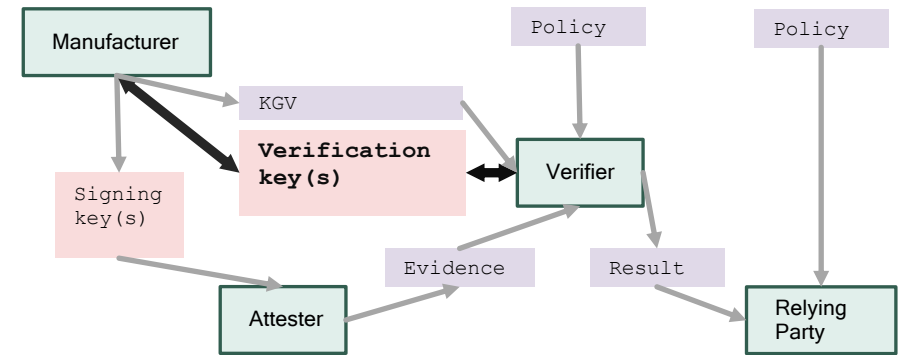 Manufacturer
Policy
Policy
KGV
Verification
key(s)
Verifier
Signing
key(s)
Evidence
Result
Attester
Relying
Party